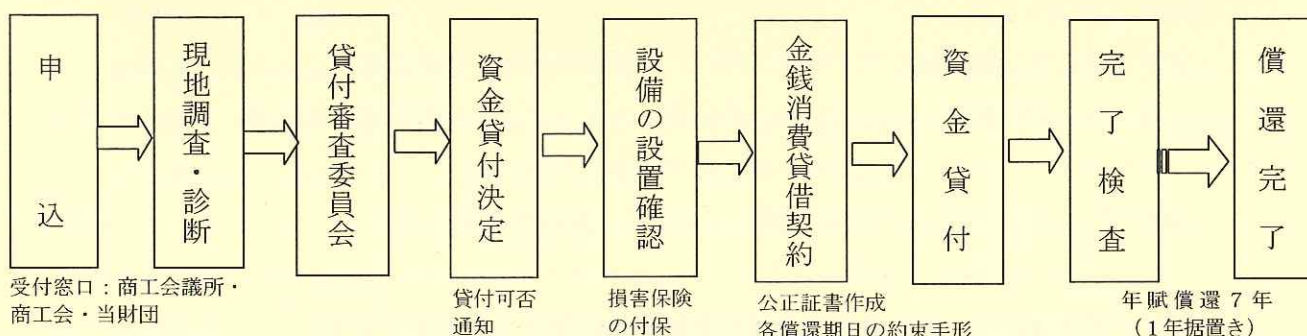 申込
現地調査・診断
貸付審査委員会
資金貸付決定
設備の設置確認
金銭消費貸借契約
資金貸付
完了検査
償還完了
受付窓口：商工会議所・
商工会・当財団
貸付可否
通知
損害保険
の付保
公正証書作成
各償還期日の約束手形
年賦償還7年
（1年据置き）